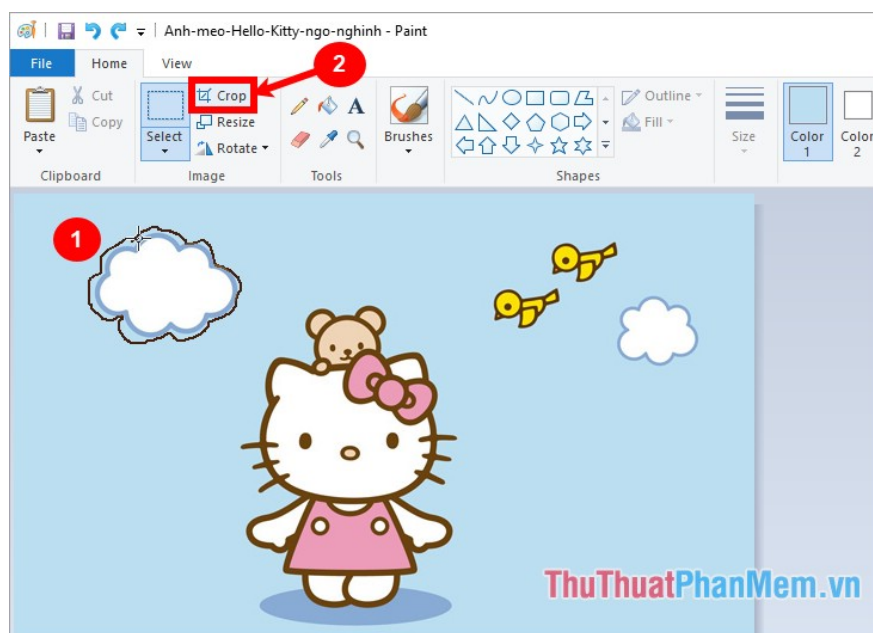 Anh-meo-Hello-Kitty-ngo-nghinh - Paint
File Home View
2
Cut
Copy
Paste
Clipboard
Select
Crop
Resize
Rotate
Image
A
Tools
Brushes
Outline
Fill
Shapes
Size
Color
1
Color
2
1
ThuThuatPhanMem.vn